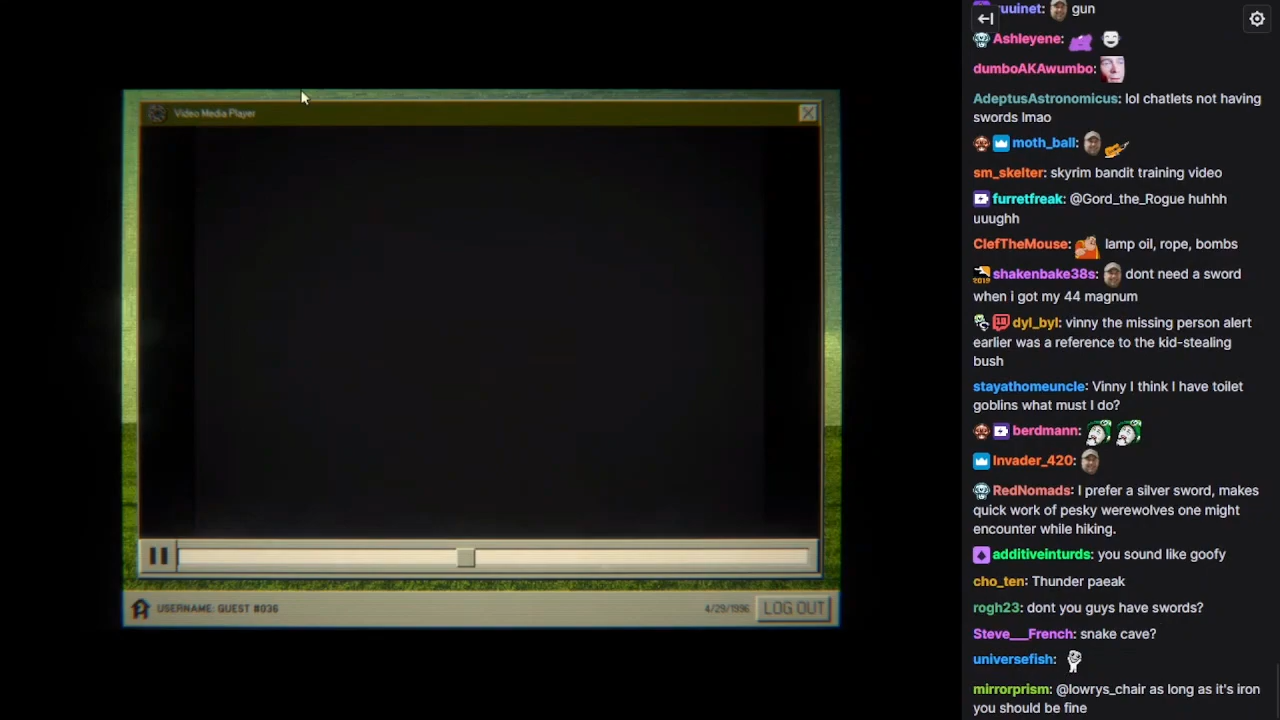 ruuinet: gun
Ashleyene:
dumboAKAwumbo:
AdeptusAstronomicus: lol chatlets not having
swords lmao
moth_ball:
sm_skelter: skyrim bandit training video
furretfreak: @Gord_the_Rogue huhhh
uuughh
ClefTheMouse: lamp oil, rope, bombs
shakenbake38s: dont need a sword
when i got my 44 magnum
dyl_byl: vinny the missing person alert
earlier was a reference to the kid-stealing
bush
stayathomeuncle: Vinny I think I have toilet
goblins what must I do?
berdmann:
Invader_420:
RedNomads: I prefer a silver sword, makes
quick work of pesky werewolves one might
encounter while hiking.
additiveinturds: you sound like goofy
cho_ten: Thunder paeak
rogh23: dont you guys have swords?
Steve___French: snake cave?
universefish:
mirrorprism: @lowrys_chair as long as it's iron
you should be fine
Video Media Player
USERNAME: GUEST #036
4/29/1996
LOG OUT